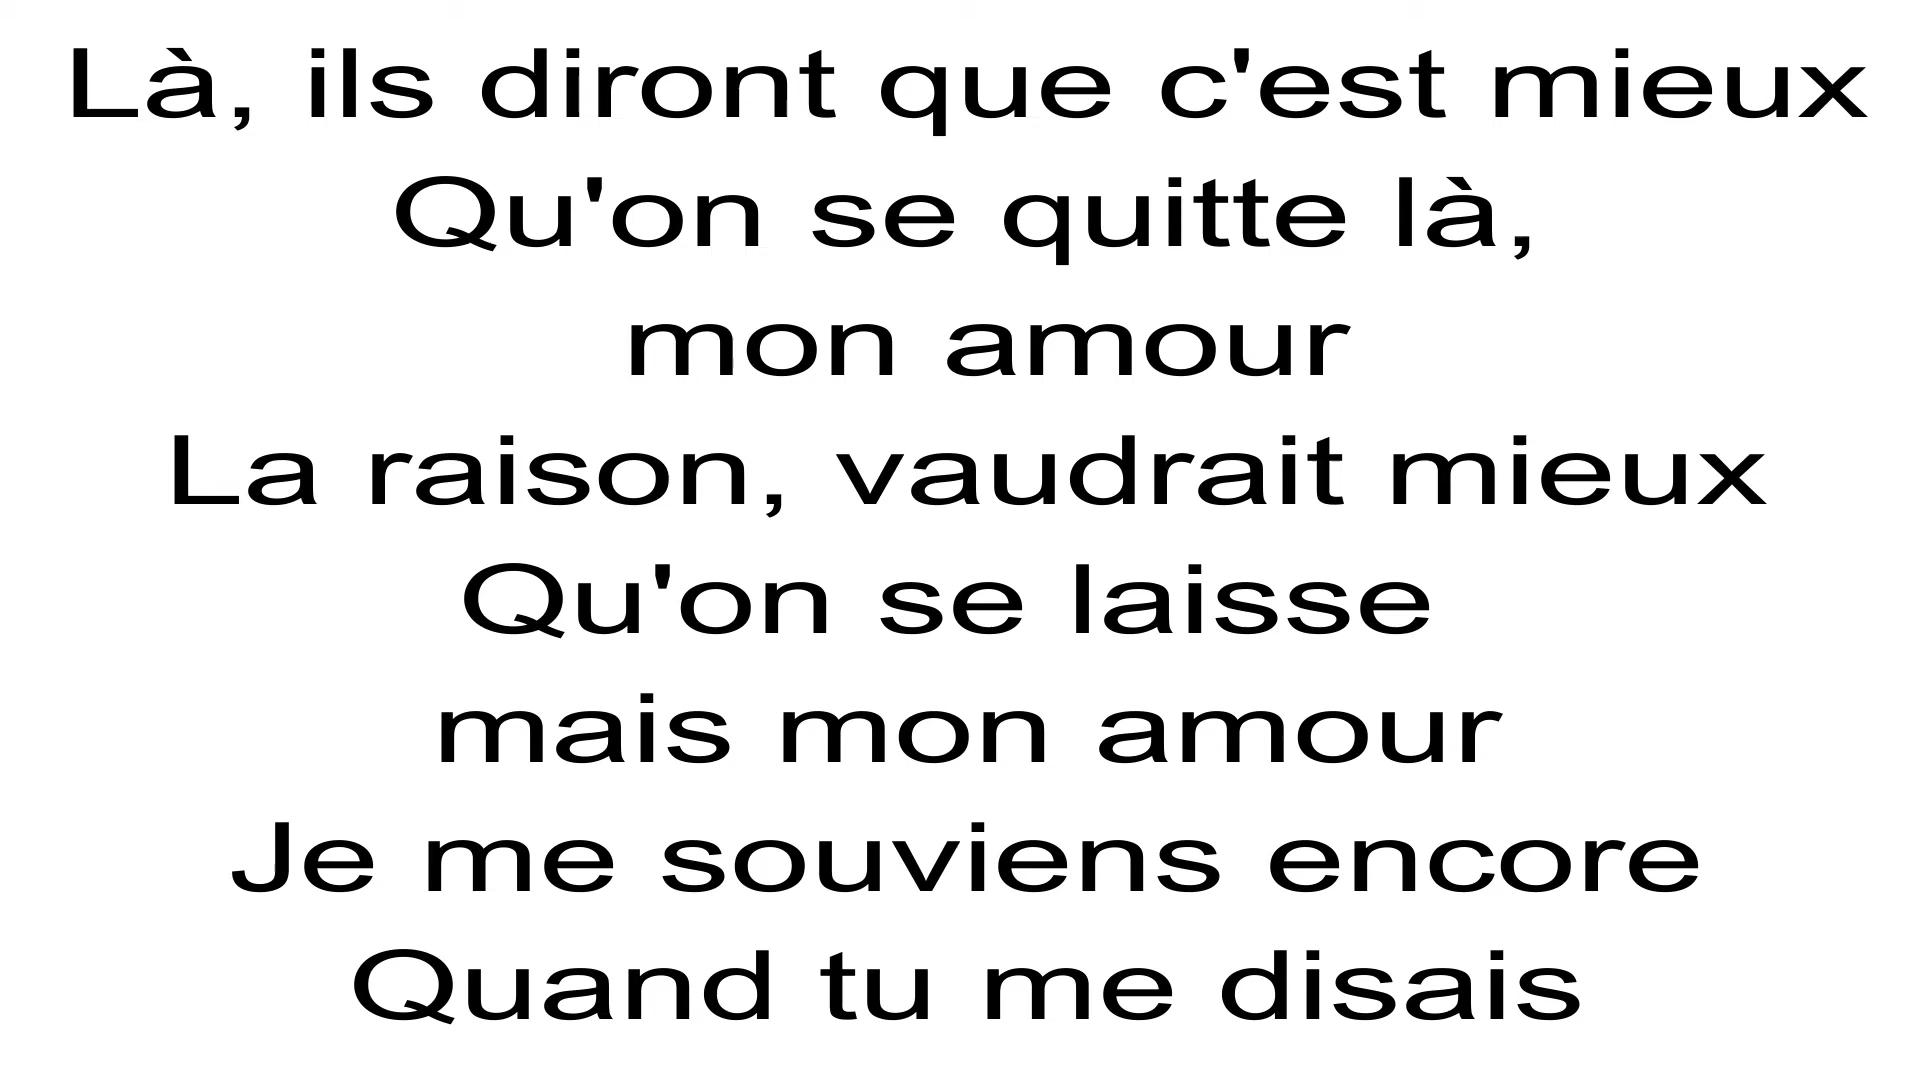 Là, ils diront que c'est mieux
Qu'on se quitte là,
mon amour
La raison, vaudrait mieux
Qu'on se laisse
mais mon amour
Je me souviens encore
Quand tu me disais